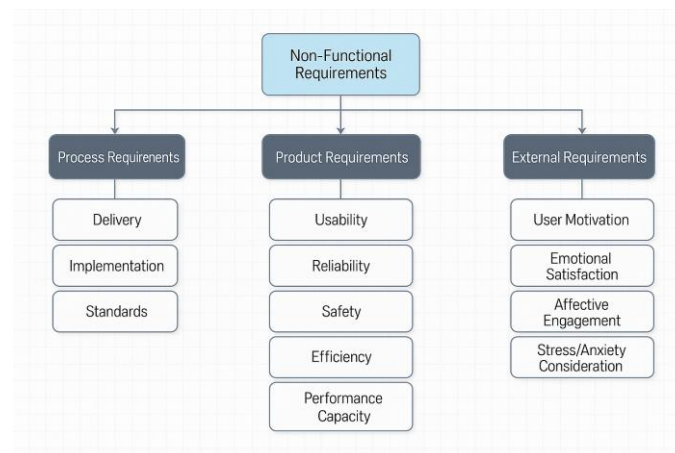 Non-Functional
Requirements
Process Requirenents
Product Requirements
External Requirements
Delivery
Implementation
Standards
Usability
Reliability
Safety
Efficiency
Performance
Capacity
User Motivation
Emotional
Satisfaction
Affective
Engagement
Stress/Anxiety
Consideration